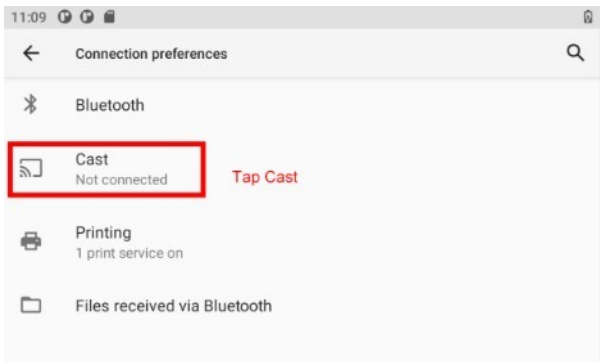 11:09
Connection preferences
Bluetooth
Cast
Not connected
Tap Cast
Printing
1 print service on
Files received via Bluetooth